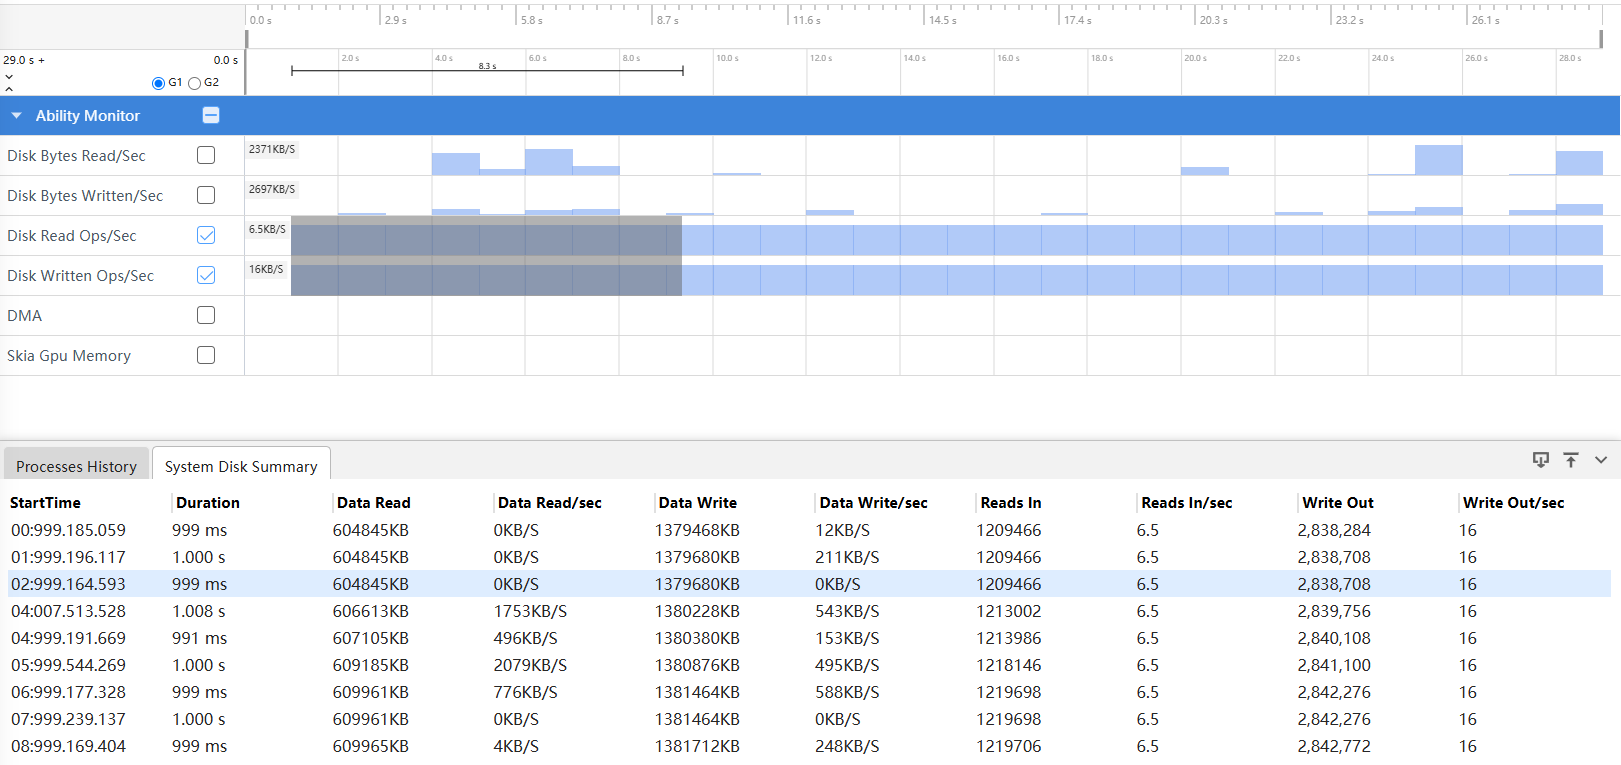 0.0 s 2.9 s 5.8 s 8.7 s 11.6 s 14.5 s 17.4 s 20.3 s 23.2 s 26.1 s
29.0 s + 0.0 s 2.0 s 4.0 s 6.0 s 8.0 s 10.0 s 12.0 s 14.0 s 16.0 s 18.0 s 20.0 s 22.0 s 24.0 s 26.0 s 28.0 s
8.3 s
G1 G2
Ability Monitor
Disk Bytes Read/Sec 2371KB/S
Disk Bytes Written/Sec 2697KB/S
Disk Read Ops/Sec 6.5KB/S
Disk Written Ops/Sec 16KB/S
DMA
Skia Gpu Memory
Processes History System Disk Summary
StartTime Duration Data Read Data Read/sec Data Write Data Write/sec Reads In Reads In/sec Write Out Write Out/sec
00:999.185.059 999 ms 604845KB 0KB/S 1379468KB 12KB/S 1209466 6.5 2,838,284 16
01:999.196.117 1.000 s 604845KB 0KB/S 1379680KB 211KB/S 1209466 6.5 2,838,708 16
02:999.164.593 999 ms 604845KB 0KB/S 1379680KB 0KB/S 1209466 6.5 2,838,708 16
04:007.513.528 1.008 s 606613KB 1753KB/S 1380228KB 543KB/S 1213002 6.5 2,839,756 16
04:999.191.669 991 ms 607105KB 496KB/S 1380380KB 153KB/S 1213986 6.5 2,840,108 16
05:999.544.269 1.000 s 609185KB 2079KB/S 1380876KB 495KB/S 1218146 6.5 2,841,100 16
06:999.177.328 999 ms 609961KB 776KB/S 1381464KB 588KB/S 1219698 6.5 2,842,276 16
07:999.239.137 1.000 s 609961KB 0KB/S 1381464KB 0KB/S 1219698 6.5 2,842,276 16
08:999.169.404 999 ms 609965KB 4KB/S 1381712KB 248KB/S 1219706 6.5 2,842,772 16